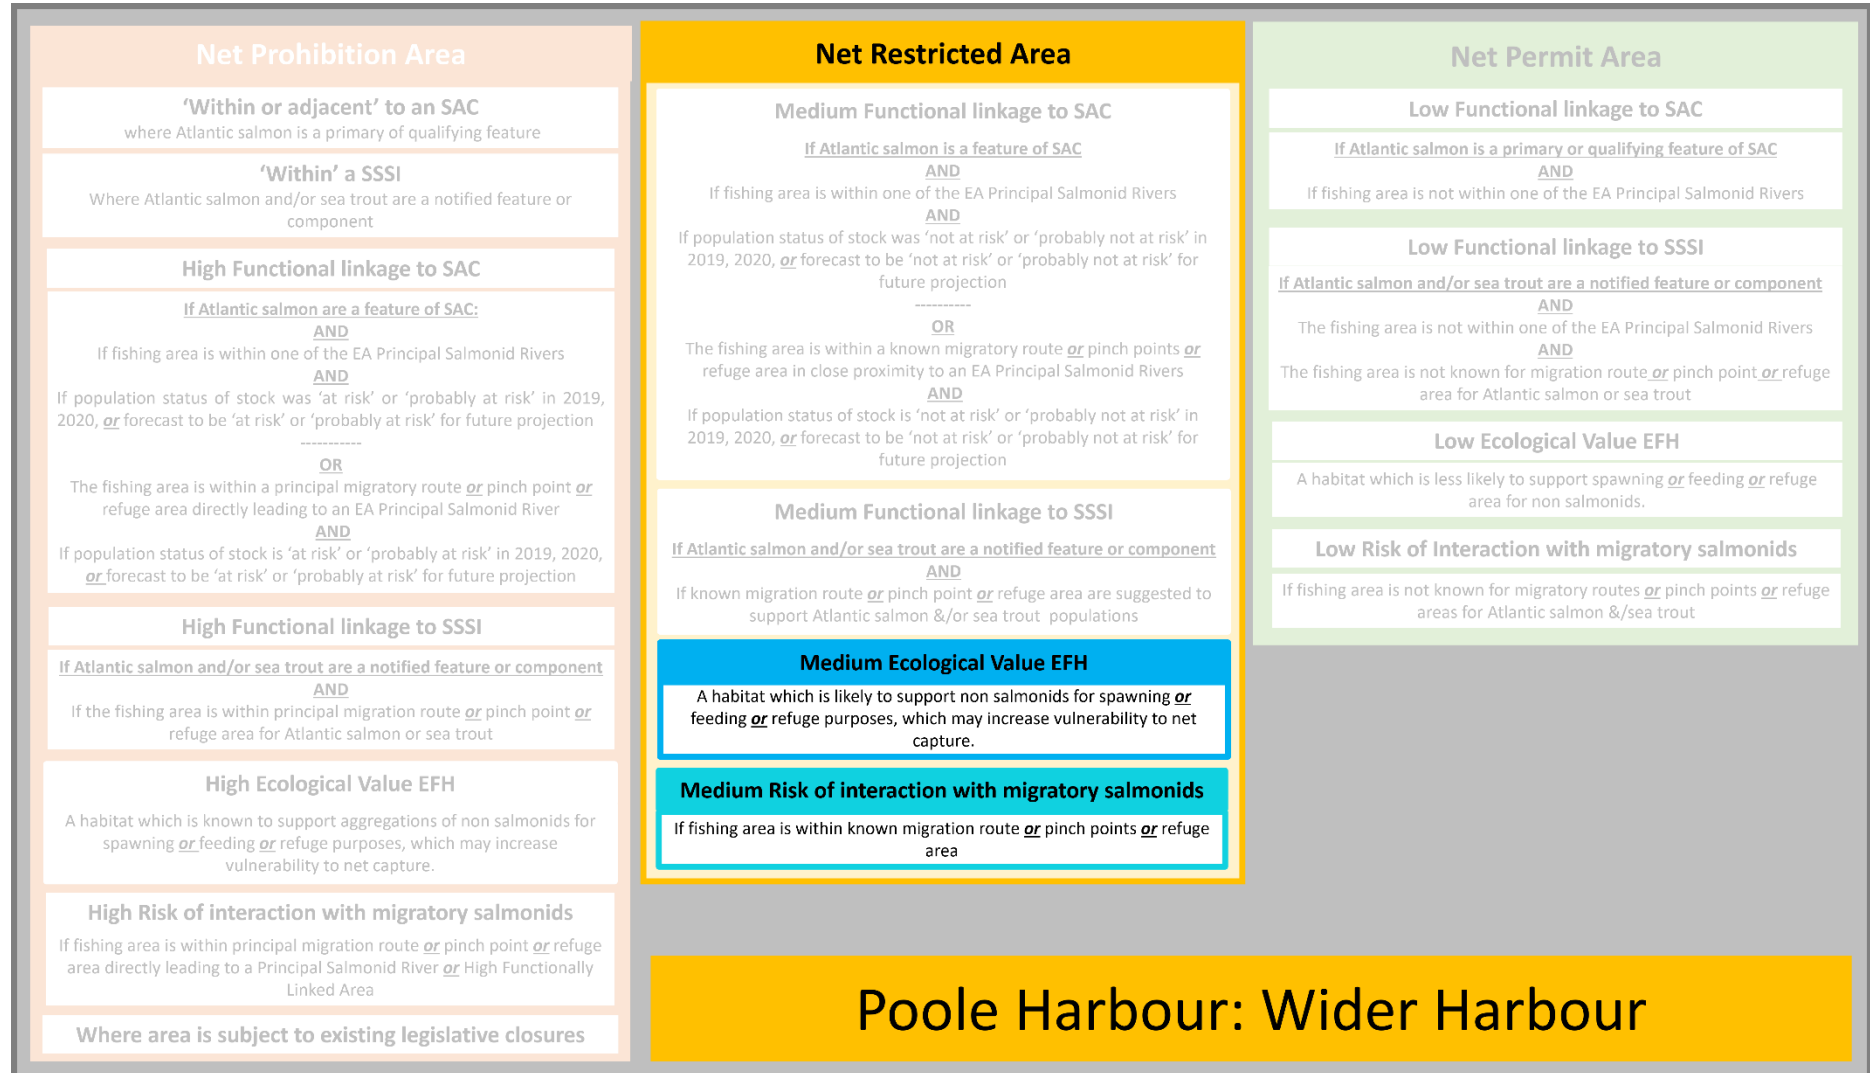 Net Prohibition Area
‘Within or adjacent’ to an SAC
where Atlantic salmon is a primary of qualifying feature
‘Within’ a SSSI
Where Atlantic salmon and/or sea trout are a notified feature or
component
High Functional linkage to SAC
If Atlantic salmon are a feature of SAC:
AND
If fishing area is within one of the EA Principal Salmonid Rivers
AND
If population status of stock was ‘at risk’ or ‘probably at risk’ in 2019,
2020, or forecast to be ‘at risk’ or ‘probably at risk’ for future projection
-----------
OR
The fishing area is within a principal migratory route or pinch point or
refuge area directly leading to an EA Principal Salmonid River
AND
If population status of stock is ‘at risk’ or ‘probably at risk’ in 2019, 2020,
or forecast to be ‘at risk’ or ‘probably at risk’ for future projection
High Functional linkage to SSSI
If Atlantic salmon and/or sea trout are a notified feature or component
AND
If the fishing area is within principal migration route or pinch point or
refuge area for Atlantic salmon or sea trout
High Ecological Value EFH
A habitat which is known to support aggregations of non salmonids for
spawning or feeding or refuge purposes, which may increase
vulnerability to net capture.
High Risk of interaction with migratory salmonids
If fishing area is within principal migration route or pinch point or refuge
area directly leading to a Principal Salmonid River or High Functionally
Linked Area
Where area is subject to existing legislative closures
Net Restricted Area
Medium Functional linkage to SAC
If Atlantic salmon is a feature of SAC
AND
If fishing area is within one of the EA Principal Salmonid Rivers
AND
If population status of stock was ‘not at risk’ or ‘probably not at risk’ in
2019, 2020, or forecast to be ‘not at risk’ or ‘probably not at risk’ for
future projection
----------
OR
The fishing area is within a known migratory route or pinch points or
refuge area in close proximity to an EA Principal Salmonid Rivers
AND
If population status of stock is ‘not at risk’ or ‘probably not at risk’ in
2019, 2020, or forecast to be ‘not at risk’ or ‘probably not at risk’ for
future projection
Medium Functional linkage to SSSI
If Atlantic salmon and/or sea trout are a notified feature or component
AND
If known migration route or pinch point or refuge area are suggested to
support Atlantic salmon &/or sea trout populations
Medium Ecological Value EFH
A habitat which is likely to support non salmonids for spawning or
feeding or refuge purposes, which may increase vulnerability to net
capture.
Medium Risk of interaction with migratory salmonids
If fishing area is within known migration route or pinch points or refuge
area
Net Permit Area
Low Functional linkage to SAC
If Atlantic salmon is a primary or qualifying feature of SAC
AND
If fishing area is not within one of the EA Principal Salmonid Rivers
Low Functional linkage to SSSI
If Atlantic salmon and/or sea trout are a notified feature or component
AND
The fishing area is not within one of the EA Principal Salmonid Rivers
AND
The fishing area is not known for migration route or pinch point or refuge
area for Atlantic salmon or sea trout
Low Ecological Value EFH
A habitat which is less likely to support spawning or feeding or refuge
area for non salmonids.
Low Risk of Interaction with migratory salmonids
If fishing area is not known for migratory routes or pinch points or refuge
areas for Atlantic salmon &/sea trout
Poole Harbour: Wider Harbour